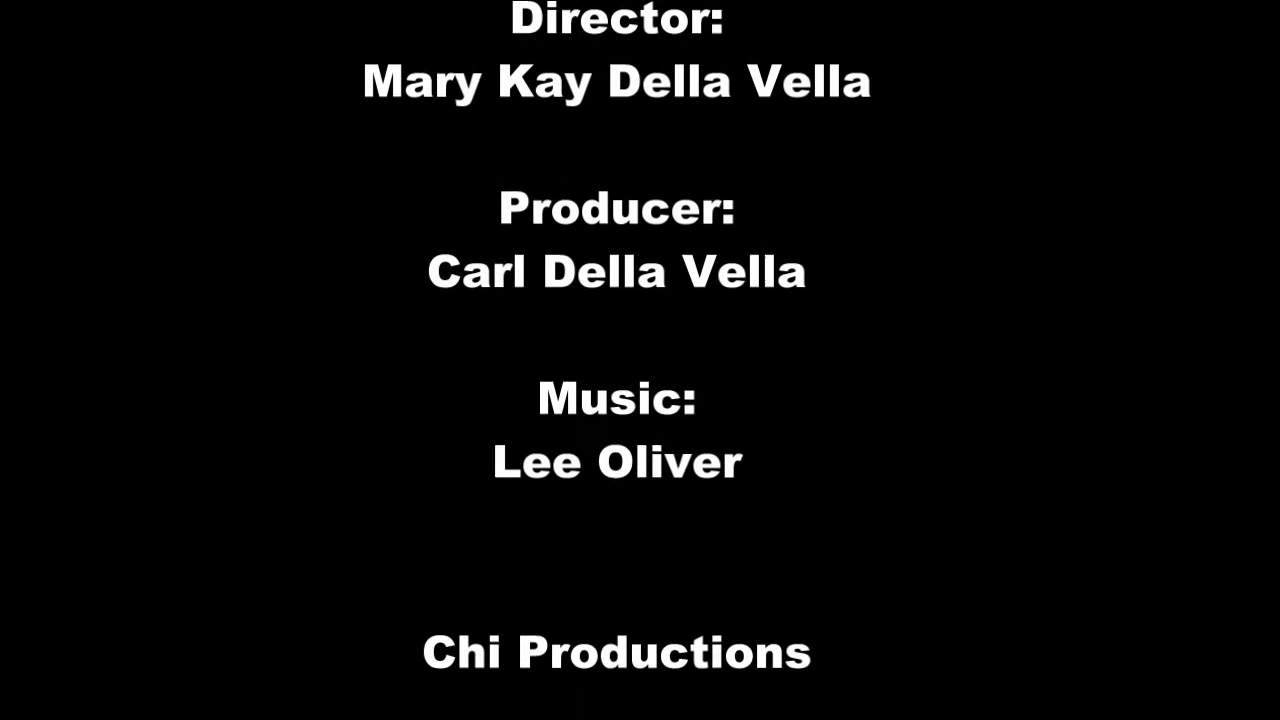 Director:
Mary Kay Della Vella
Producer:
Carl Della Vella
Music:
Lee Oliver
Chi Productions